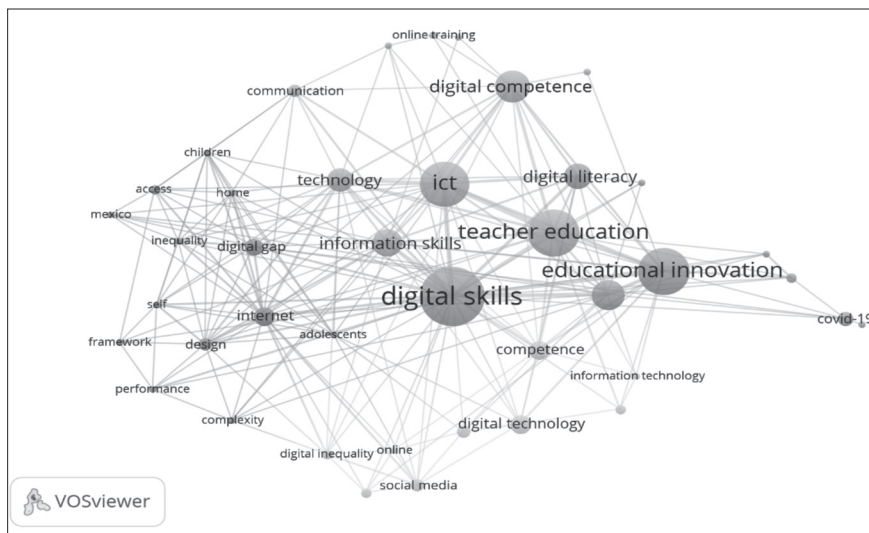 online training
digital competence
communication
children
technology
ict
digital literacy
access
home
mexico
inequality
digital gap
information skills
teacher education
educational innovation
digital skills
self
internet
covid-19
framework
design
adolescents
competence
information technology
performance
complexity
digital technology
digital inequality
online
social media
VOSviewer